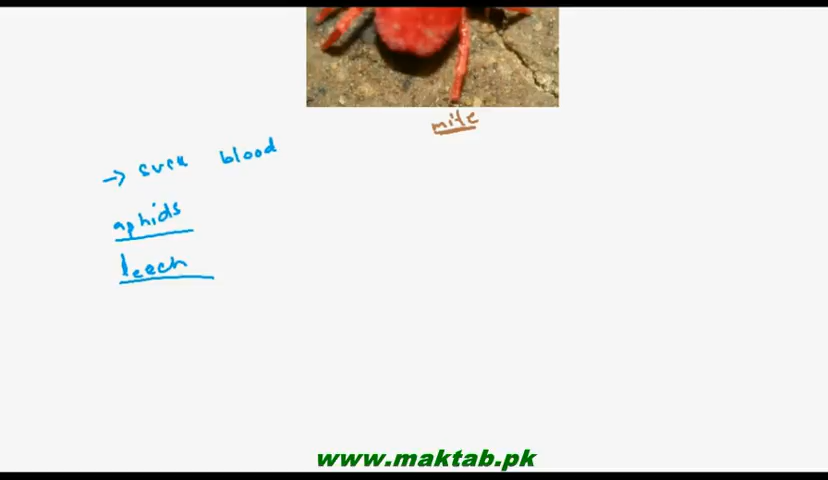 mite
→ suck blood
aphids
leech
www.maktab.pk